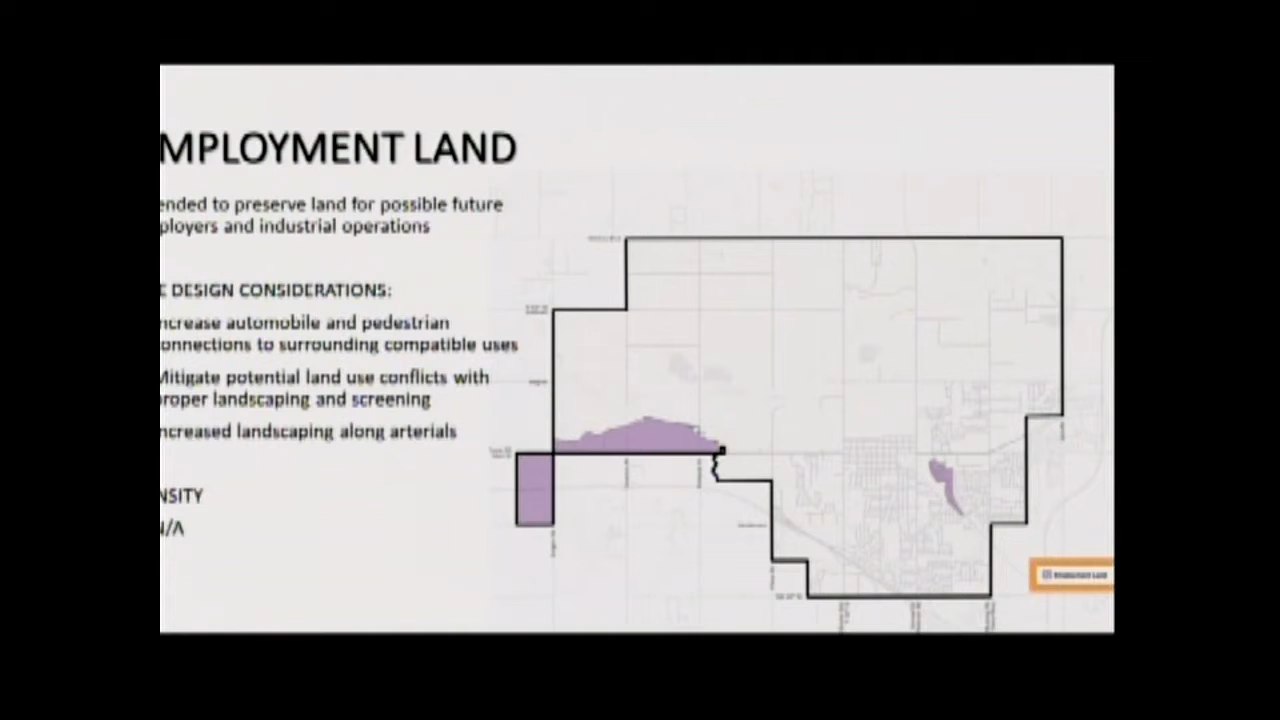 MPLOYMENT LAND
ended to preserve land for possible future
ployers and industrial operations
E DESIGN CONSIDERATIONS:
ncrease automobile and pedestrian
onnections to surrounding compatible uses
Mitigate potential land use conflicts with
roper landscaping and screening
ncreased landscaping along arterials
NSITY
N/A
Employment Land